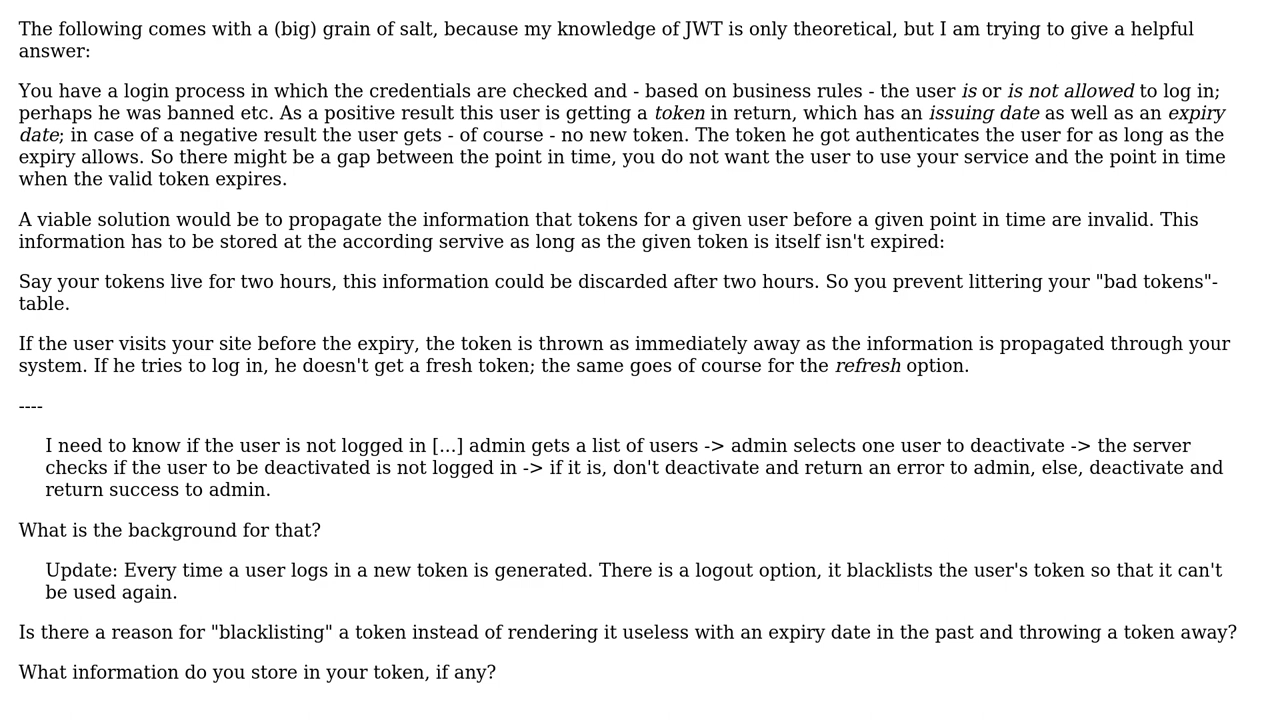 The following comes with a (big) grain of salt, because my knowledge of JWT is only theoretical, but I am trying to give a helpful
answer:
You have a login process in which the credentials are checked and - based on business rules - the user is or is not allowed to log in;
perhaps he was banned etc. As a positive result this user is getting a token in return, which has an issuing date as well as an expiry
date; in case of a negative result the user gets - of course - no new token. The token he got authenticates the user for as long as the
expiry allows. So there might be a gap between the point in time, you do not want the user to use your service and the point in time
when the valid token expires.
A viable solution would be to propagate the information that tokens for a given user before a given point in time are invalid. This
information has to be stored at the according servive as long as the given token is itself isn't expired:
Say your tokens live for two hours, this information could be discarded after two hours. So you prevent littering your "bad tokens"-
table.
If the user visits your site before the expiry, the token is thrown as immediately away as the information is propagated through your
system. If he tries to log in, he doesn't get a fresh token; the same goes of course for the refresh option.
----
I need to know if the user is not logged in [...] admin gets a list of users -> admin selects one user to deactivate -> the server
checks if the user to be deactivated is not logged in -> if it is, don't deactivate and return an error to admin, else, deactivate and
return success to admin.
What is the background for that?
Update: Every time a user logs in a new token is generated. There is a logout option, it blacklists the user's token so that it can't
be used again.
Is there a reason for "blacklisting" a token instead of rendering it useless with an expiry date in the past and throwing a token away?
What information do you store in your token, if any?